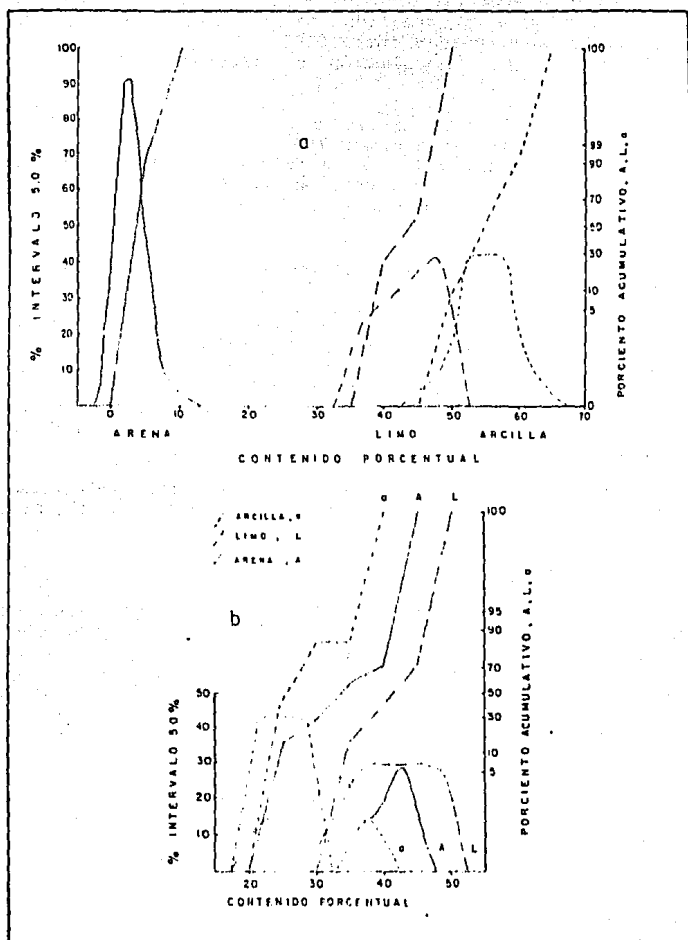 100
90
80
70
60
50
40
30
20
10
% INTERVALO 5.0 %
a
100
99
90
70
50
30
10
5
0
PORCIENTO ACUMULATIVO, A, L, a
0 10 40 50 60 70
ARENA LIMO ARCILLA
CONTENIDO PORCENTUAL
a A L
ARCILLA, a
LIMO, L
ARENA, A
b
50
40
30
20
10
% INTERVALO 5.0 %
100
95
90
70
50
30
10
5
PORCIENTO ACUMULATIVO, A, L, a
a A L
20 30 40 50
CONTENIDO PORCENTUAL